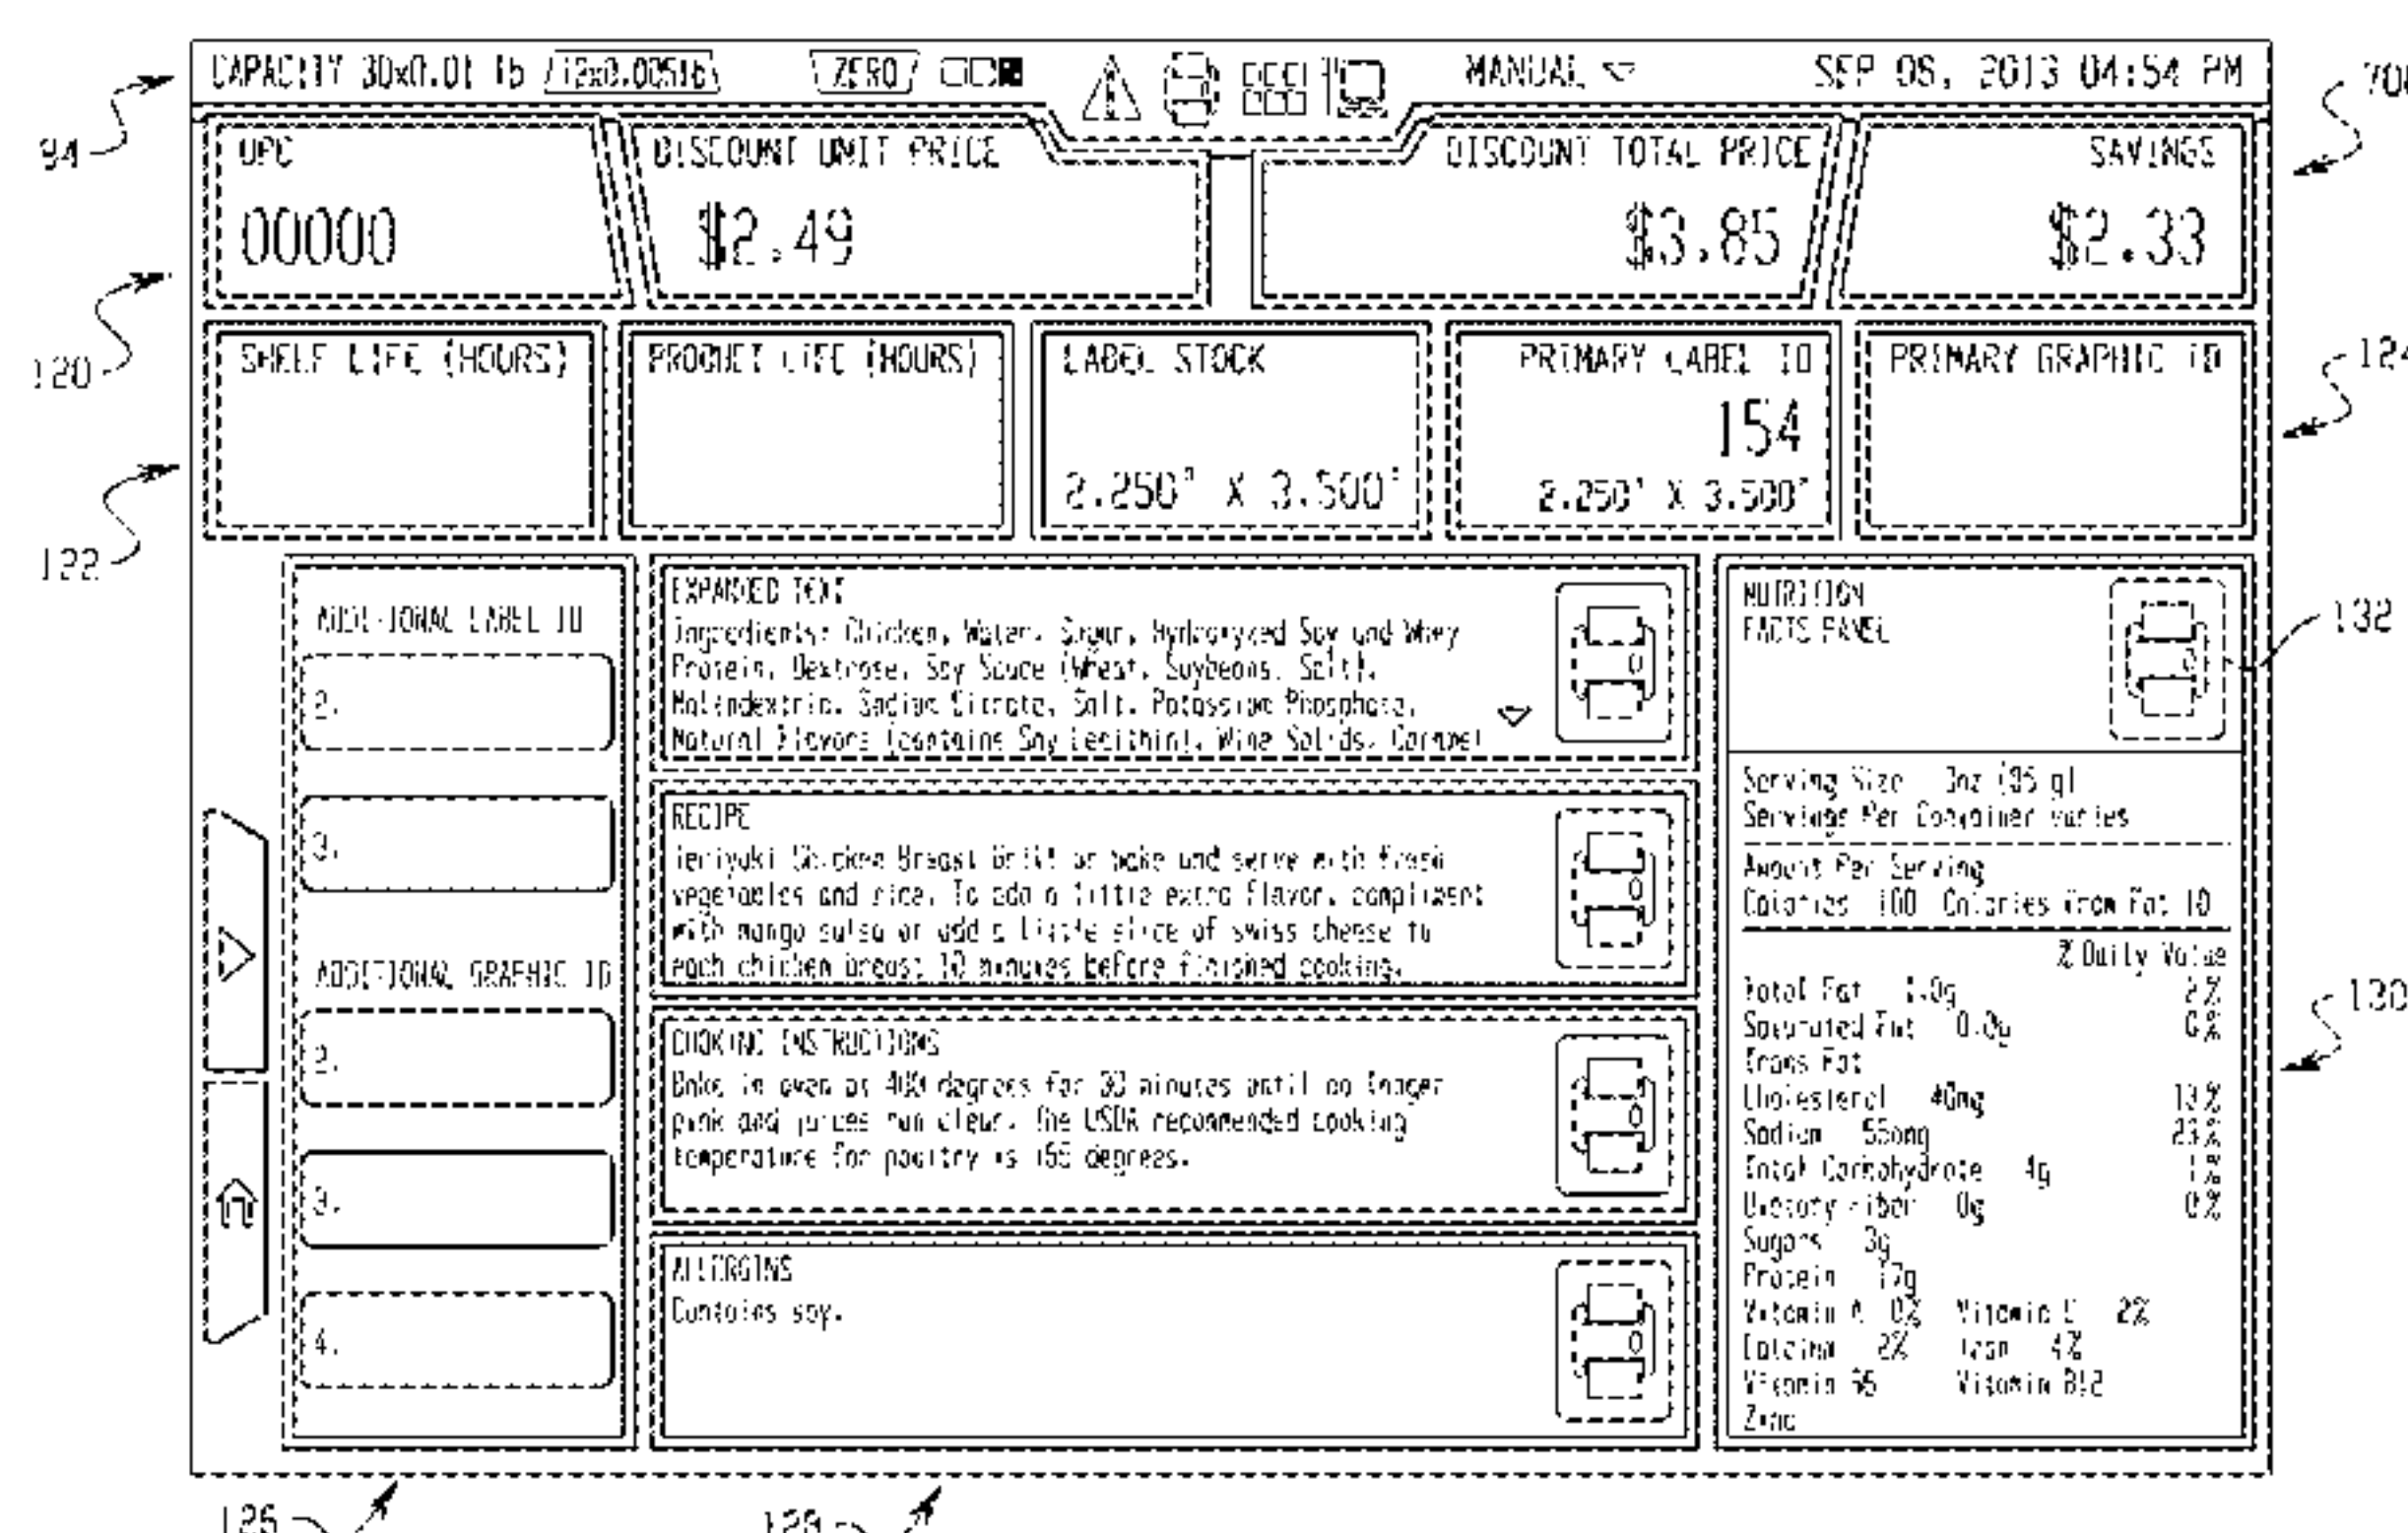 CAPACITY 30x0.01 lb 12x0.005lb ZERO MANUAL SEP 08, 2013 04:54 PM
94
UPC DISCOUNT UNIT PRICE DISCOUNT TOTAL PRICE SAVINGS
00000 $2.49 $3.85 $2.33
120
SHELF LIFE (HOURS) PRODUCT LIFE (HOURS) LABEL STOCK PRIMARY LABEL ID PRIMARY GRAPHIC ID
154
2.250" X 3.500" 2.250" X 3.500"
122
ADDITIONAL LABEL ID
2.
3.
ADDITIONAL GRAPHIC ID
2.
3.
4.
EXPANDED TEXT
Ingredients: Chicken, Water, Sugar, Soy and Whey
Protein, Dextrose, Soy Sauce (Wheat, Soybeans, Salt),
Sodium Citrate, Salt, Potassium Phosphate,
Natural Flavors (contains Soy Lecithin), Wine Solids, Caramel
RECIPE
Teriyaki Chicken Breast Grill or bake and serve with fresh
vegetables and rice. To add a little extra flavor, compliment
with mango salsa or add a little slice of swiss cheese to
each chicken breast 10 minutes before finished cooking.
COOKING INSTRUCTIONS
Bake in oven at 400 degrees for 30 minutes until no longer
pink and juices run clear. The USDA recommended cooking
temperature for poultry is 165 degrees.
ALLERGINS
Contains soy.
NUTRITION
FACTS PANEL
132
Serving Size 3oz (85 g)
Servings Per Container varies
Amount Per Serving
Calories 100 Calories from Fat 10
% Daily Value
Total Fat 1.0g 2%
Saturated Fat 0.0g 0%
Trans Fat
Cholesterol 40mg 13%
Sodium 23%
Total Carbohydrate 4g 1%
Dietary Fiber 0g 0%
Sugars 3g
Protein 17g
Vitamin A 0% Vitamin C 2%
2% Iron 4%
Vitamin B6 Vitamin B12
Zinc
130
126